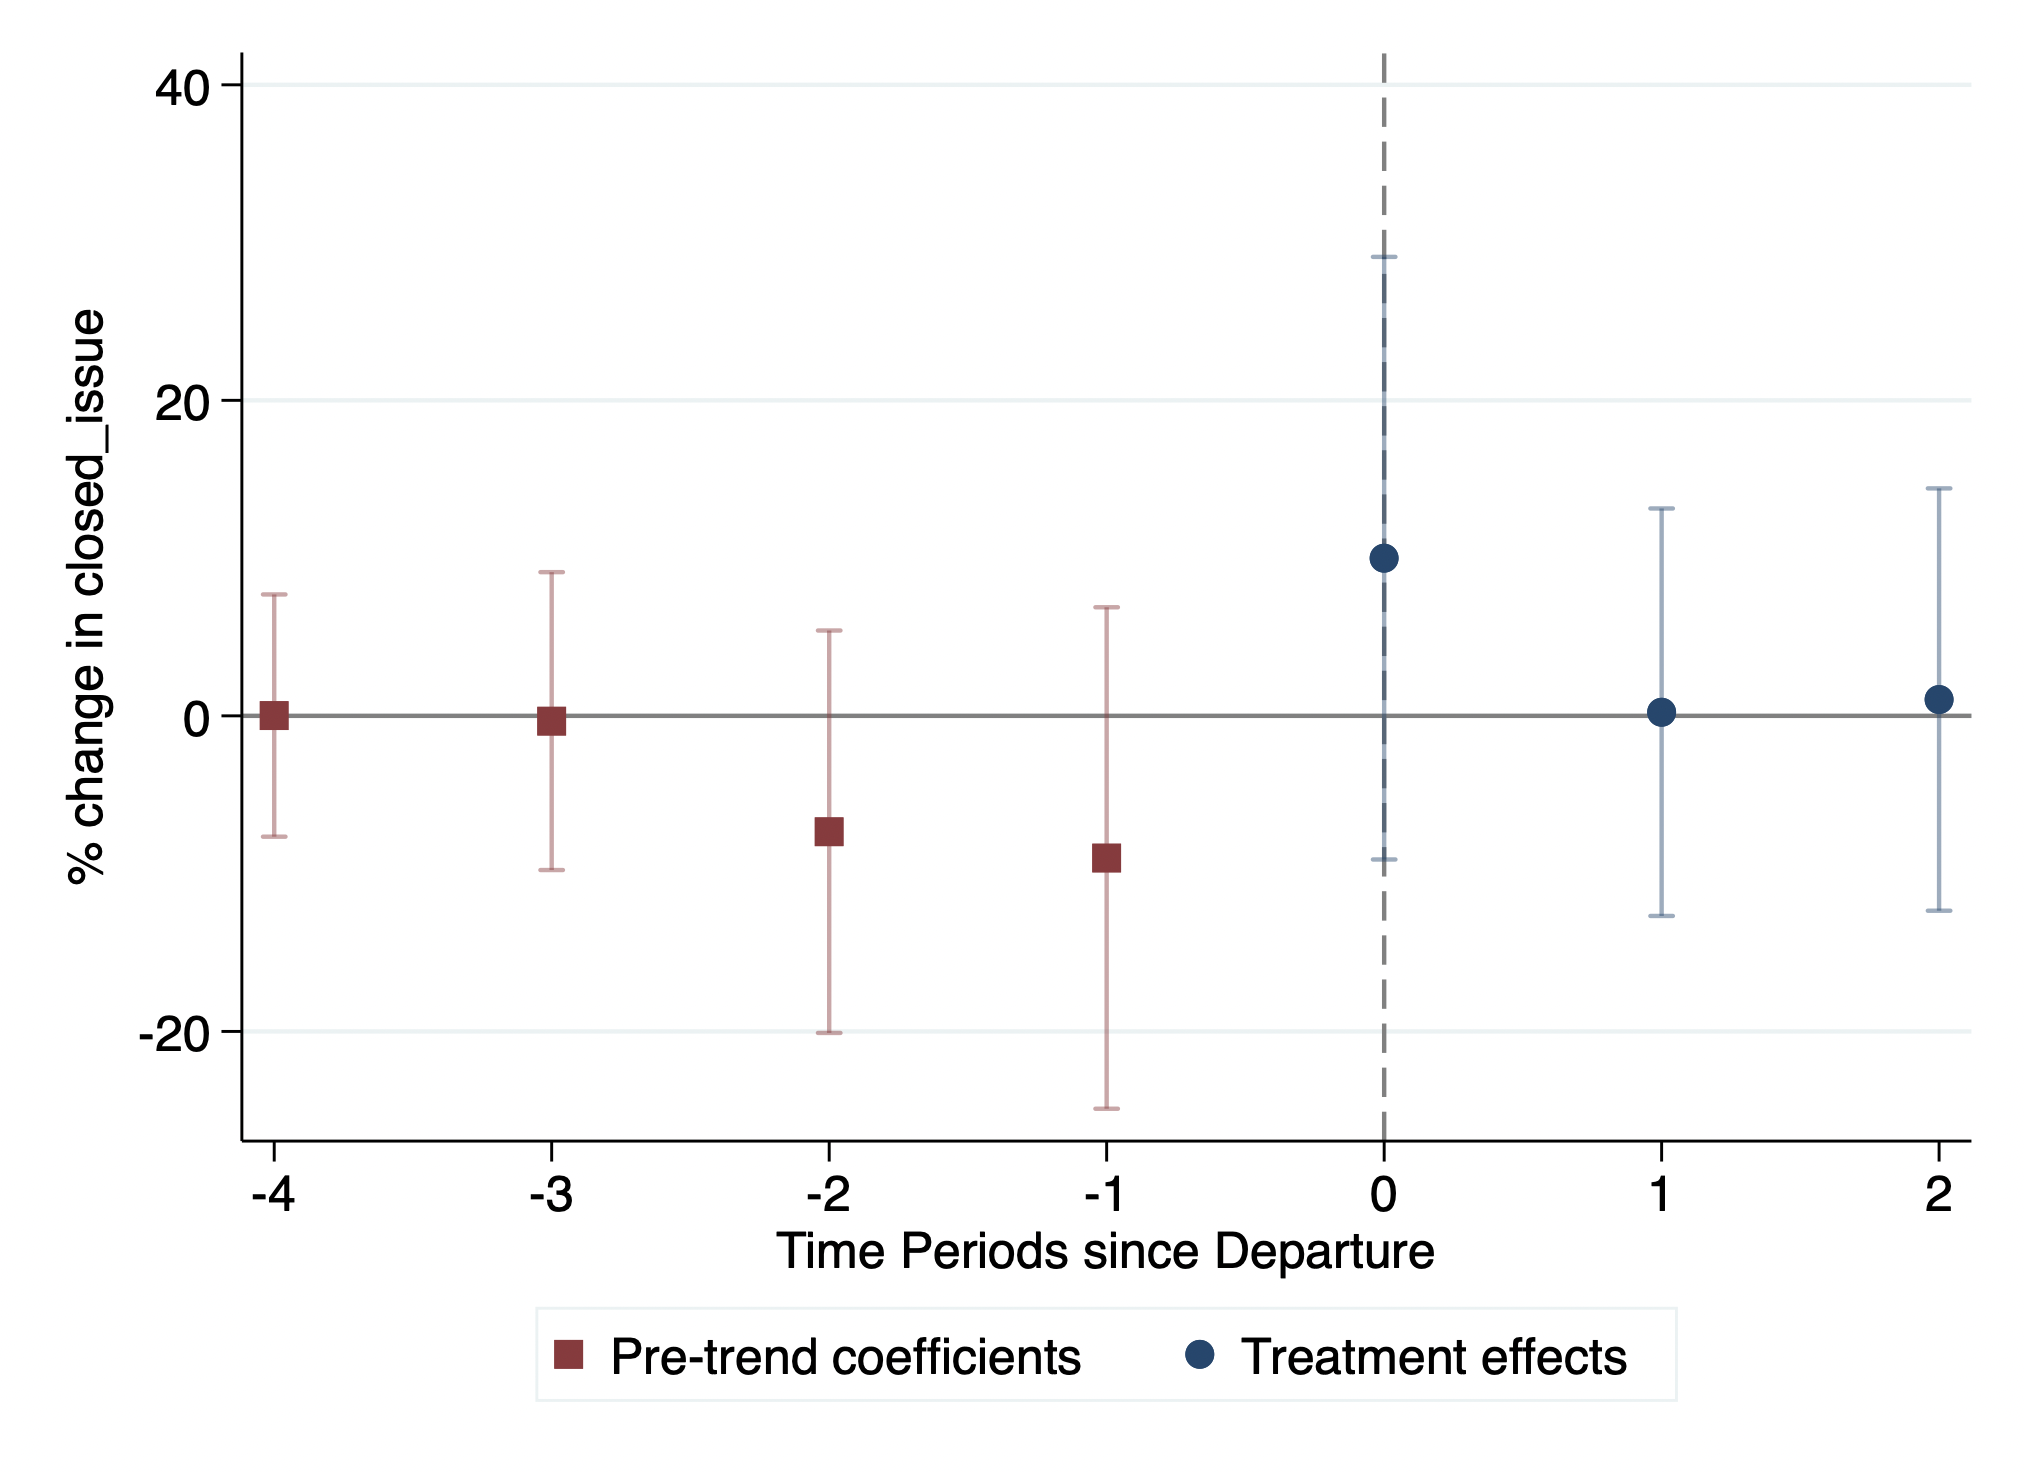 40
20
0
-20
% change in closed_issue
-4 -3 -2 -1 0 1 2
Time Periods since Departure
Pre-trend coefficients Treatment effects